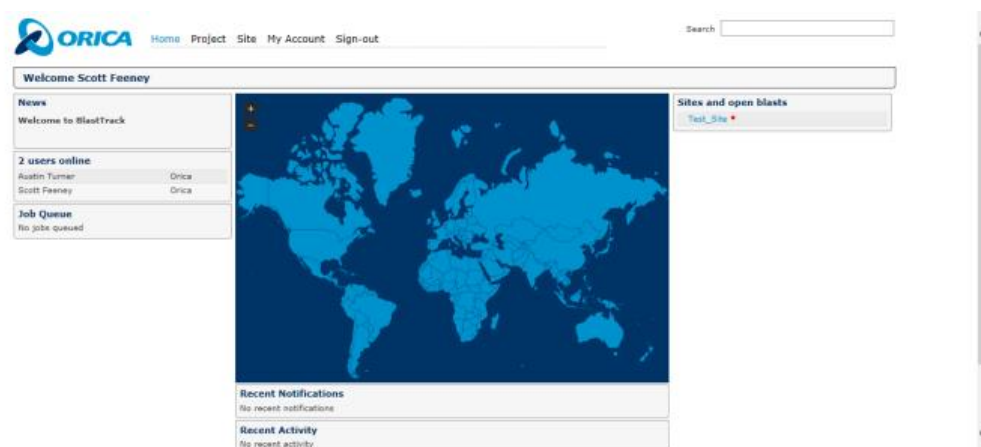 ORICA
Home Project Site My Account Sign-out
Search
Welcome Scott Feeney
News
Welcome to BlastTrack
2 users online
Austin Turner Orica
Scott Feeney Orica
Job Queue
No jobs queued
+
-
Recent Notifications
No recent notifications
Recent Activity
No recent activity
Sites and open blasts
Test_Site *